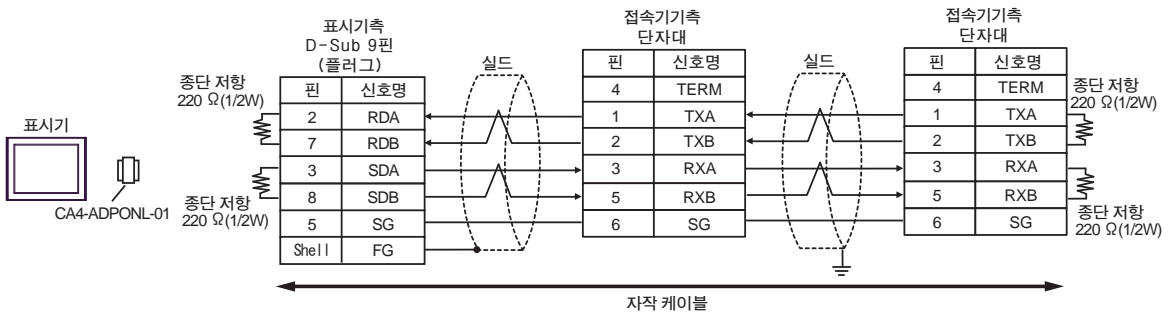 표시기
CA4-ADPONL-01
종단 저항
220 Ω(1/2W)
종단 저항
220 Ω(1/2W)
표시기측
D-Sub 9핀
(플러그)
핀 신호명
2 RDA
7 RDB
3 SDA
8 SDB
5 SG
Shell FG
실드
접속기기측
단자대
핀 신호명
4 TERM
1 TXA
2 TXB
3 RXA
5 RXB
6 SG
실드
접속기기측
단자대
핀 신호명
4 TERM
1 TXA
2 TXB
3 RXA
5 RXB
6 SG
종단 저항
220 Ω(1/2W)
종단 저항
220 Ω(1/2W)
자작 케이블